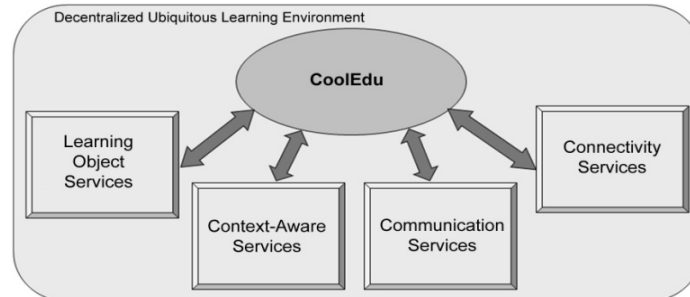 Decentralized Ubiquitous Learning Environment
CoolEdu
Learning
Object
Services
Context-Aware
Services
Communication
Services
Connectivity
Services